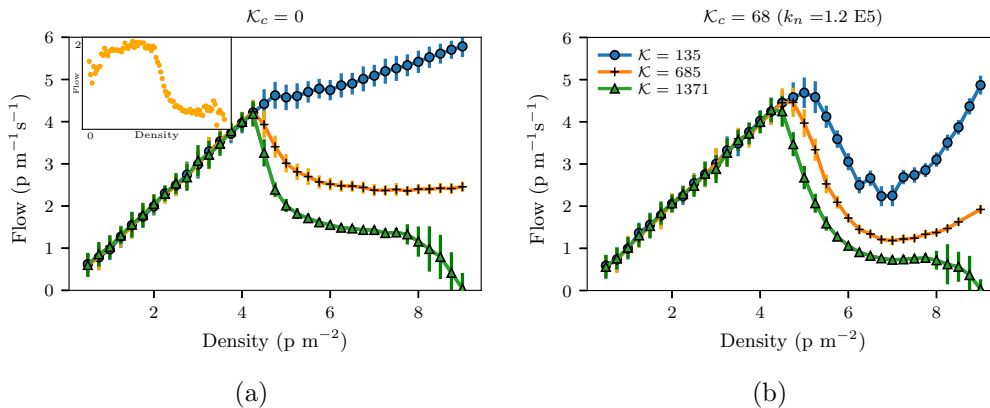 𝒦c = 0
6
5
4
3
2
1
0
Flow (p m−1s−1)
2
Flow
0
Density
2
4
6
8
Density (p m−2)
(a)
𝒦c = 68 (kn =1.2 E5)
6
5
4
3
2
1
0
Flow (p m−1s−1)
𝒦 = 135
𝒦 = 685
𝒦 = 1371
2
4
6
8
Density (p m−2)
(b)